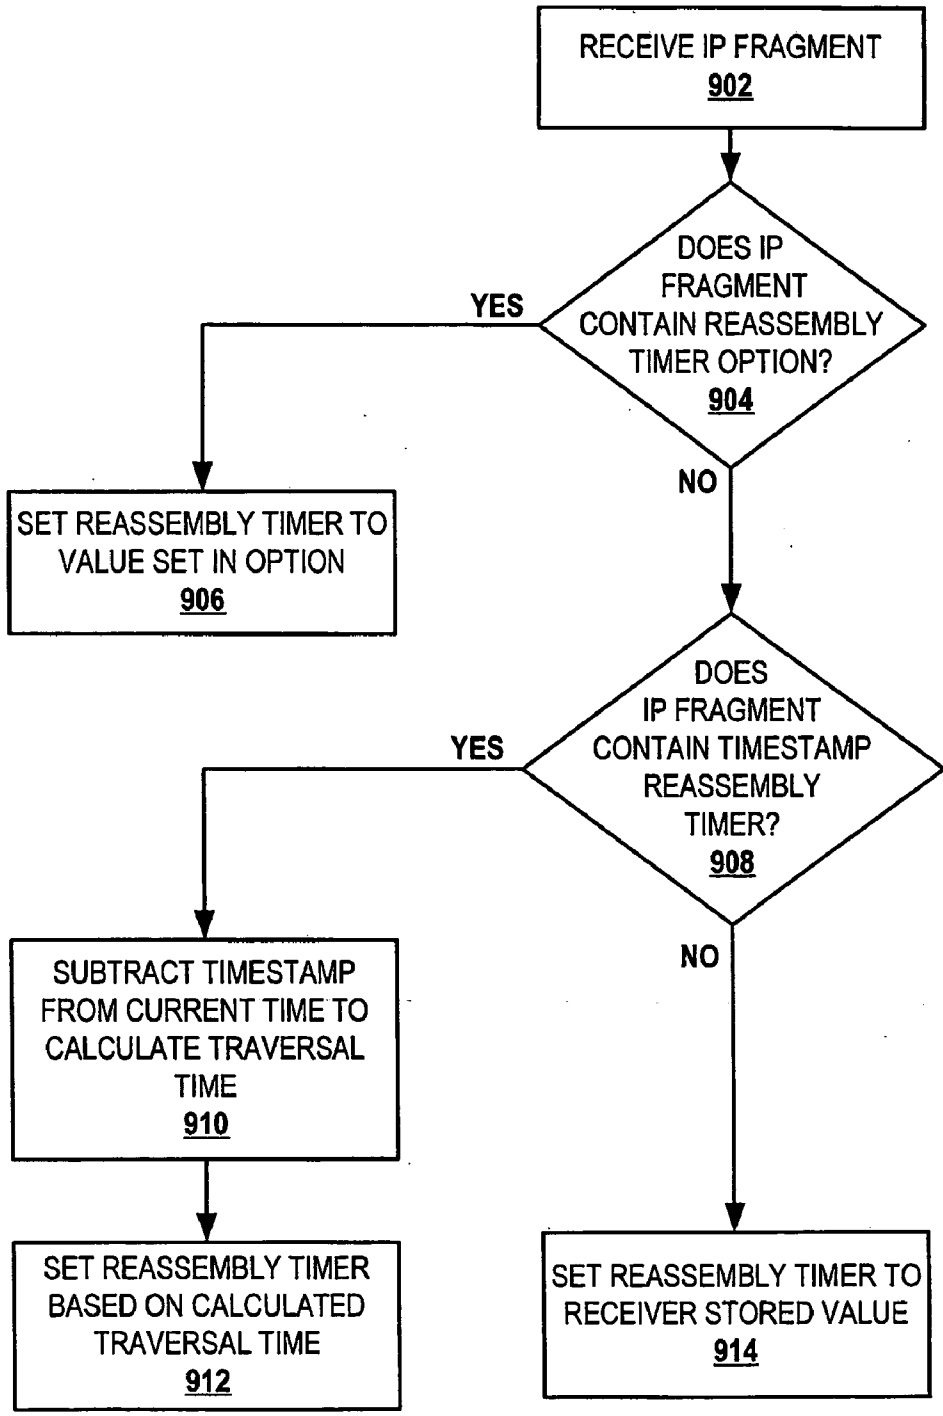 RECEIVE IP FRAGMENT
902
DOES IP
FRAGMENT
CONTAIN REASSEMBLY
TIMER OPTION?
904
YES
NO
SET REASSEMBLY TIMER TO
VALUE SET IN OPTION
906
DOES
IP FRAGMENT
CONTAIN TIMESTAMP
REASSEMBLY
TIMER?
908
YES
NO
SUBTRACT TIMESTAMP
FROM CURRENT TIME TO
CALCULATE TRAVERSAL
TIME
910
SET REASSEMBLY TIMER
BASED ON CALCULATED
TRAVERSAL TIME
912
SET REASSEMBLY TIMER TO
RECEIVER STORED VALUE
914